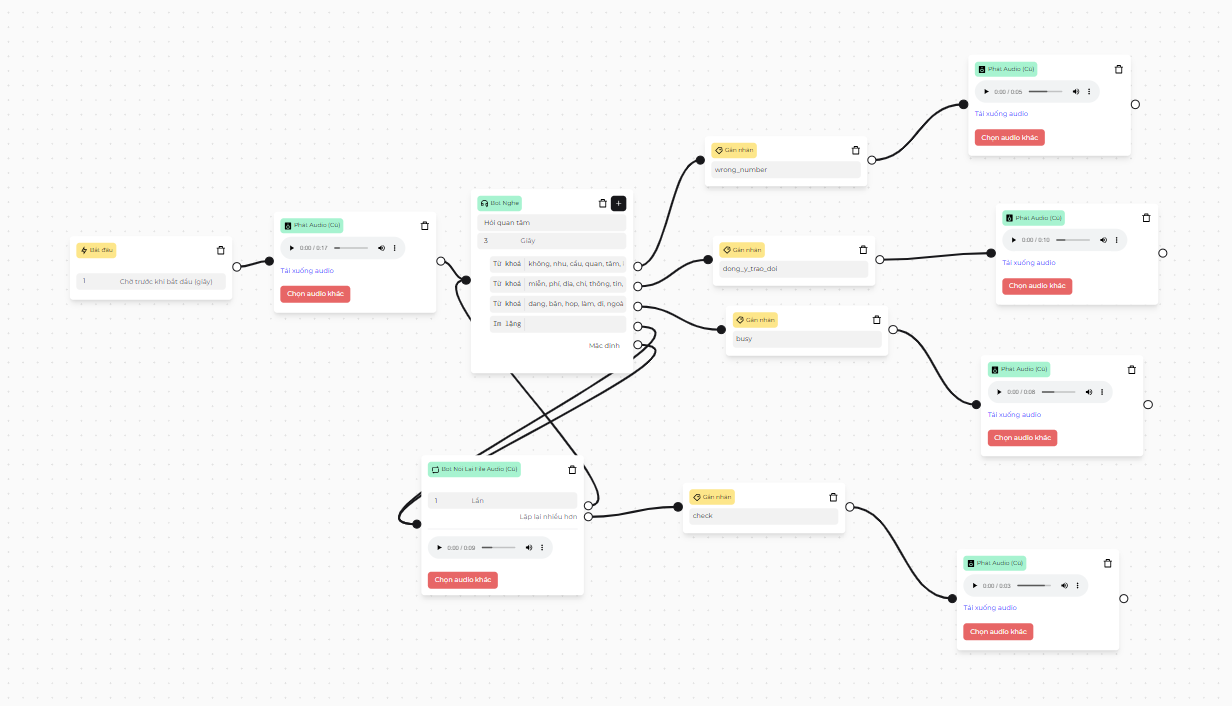 Bắt đầu
1 Chờ trước khi bắt đầu (giây)
Phát Audio (Cũ)
0:00 / 0:17
Tải xuống audio
Chọn audio khác
Bot Nghe
+
Hỏi quan tâm
3 Giây
Từ khoá không, nhu, cầu, quan, tâm,
Từ khoá miễn, phí, địa, chỉ, thông, tin,
Từ khoá đang, bận, họp, làm, đi, ngoà
Im lặng
Mặc định
Gắn nhãn
wrong_number
Phát Audio (Cũ)
0:00 / 0:05
Tải xuống audio
Chọn audio khác
Gắn nhãn
dong_y_trao_doi
Phát Audio (Cũ)
0:00 / 0:10
Tải xuống audio
Chọn audio khác
Gắn nhãn
busy
Phát Audio (Cũ)
0:00 / 0:08
Tải xuống audio
Chọn audio khác
Bot Nói Lại File Audio (Cũ)
1 Lần
Lặp lại nhiều hơn
0:00 / 0:09
Chọn audio khác
Gắn nhãn
check
Phát Audio (Cũ)
0:00 / 0:03
Tải xuống audio
Chọn audio khác